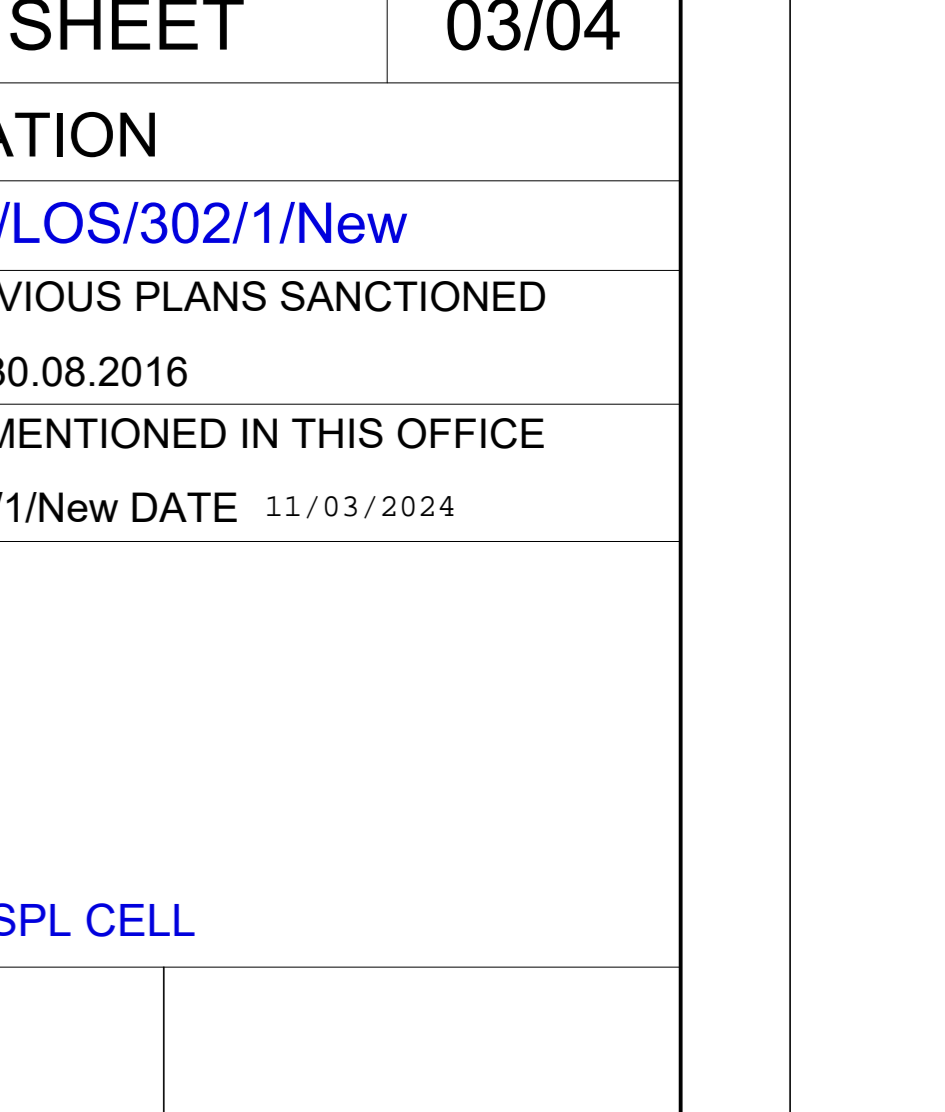 SHEET 03/04
ATION
/LOS/302/1/New
VIOUS PLANS SANCTIONED
30.08.2016
MENTIONED IN THIS OFFICE
/1/New DATE 11/03/2024
SPL CELL